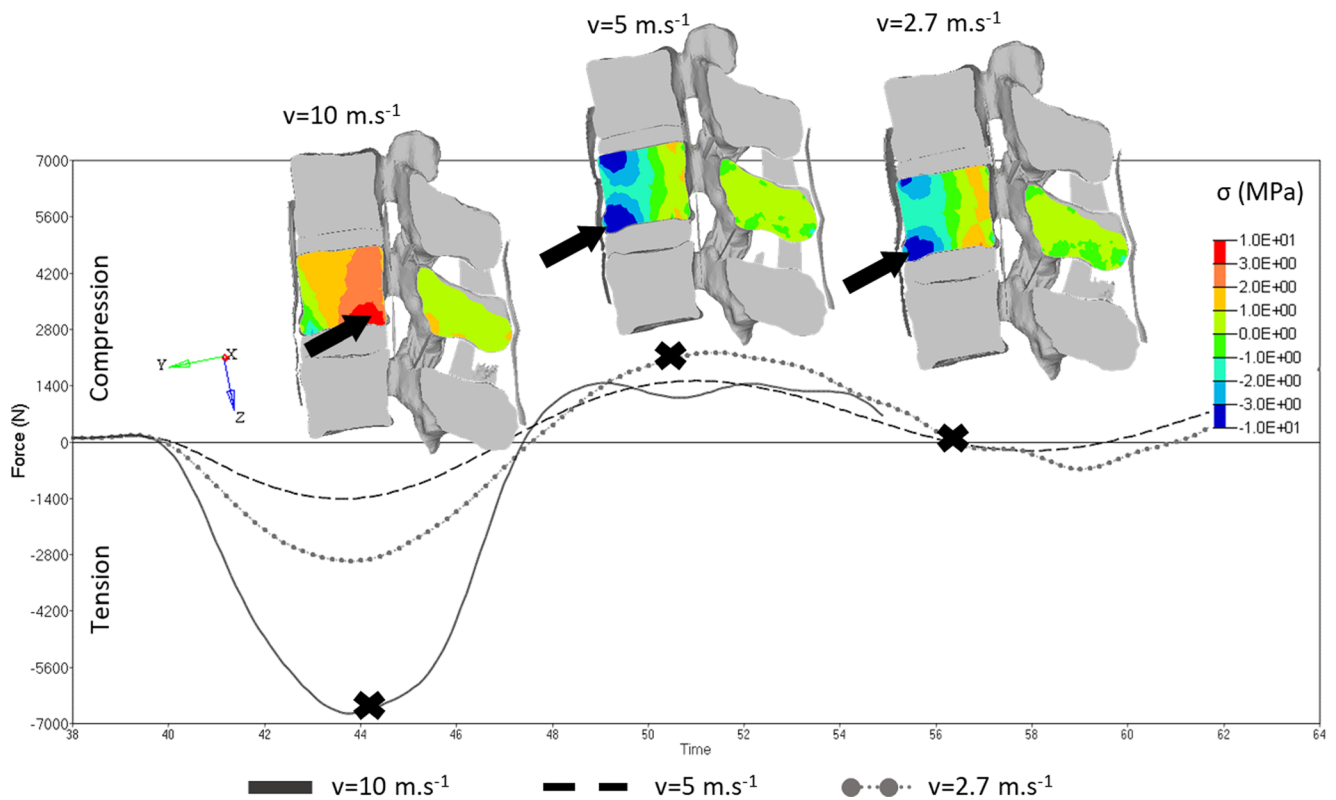 v=5 m.s-1
v=2.7 m.s-1
v=10 m.s-1
σ (MPa)
1.0E+01
3.0E+00
2.0E+00
1.0E+00
0.0E+00
-1.0E+00
-2.0E+00
-3.0E+00
-1.0E+01
Y
X
Z
Compression
Tension
Force (N)
7000
5600
4200
2800
1400
0
-1400
-2800
-4200
-5600
-7000
38 40 42 44 46 48 50 52 54 56 58 60 62 64
Time
v=10 m.s-1 v=5 m.s-1 v=2.7 m.s-1